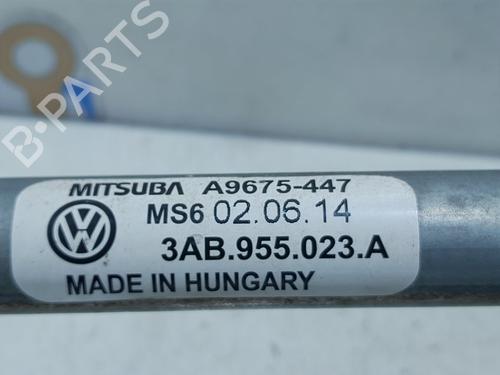 B-PARTS
MITSUBA A9675-447
MS6 02.06.14
3AB.955.023.A
MADE IN HUNGARY